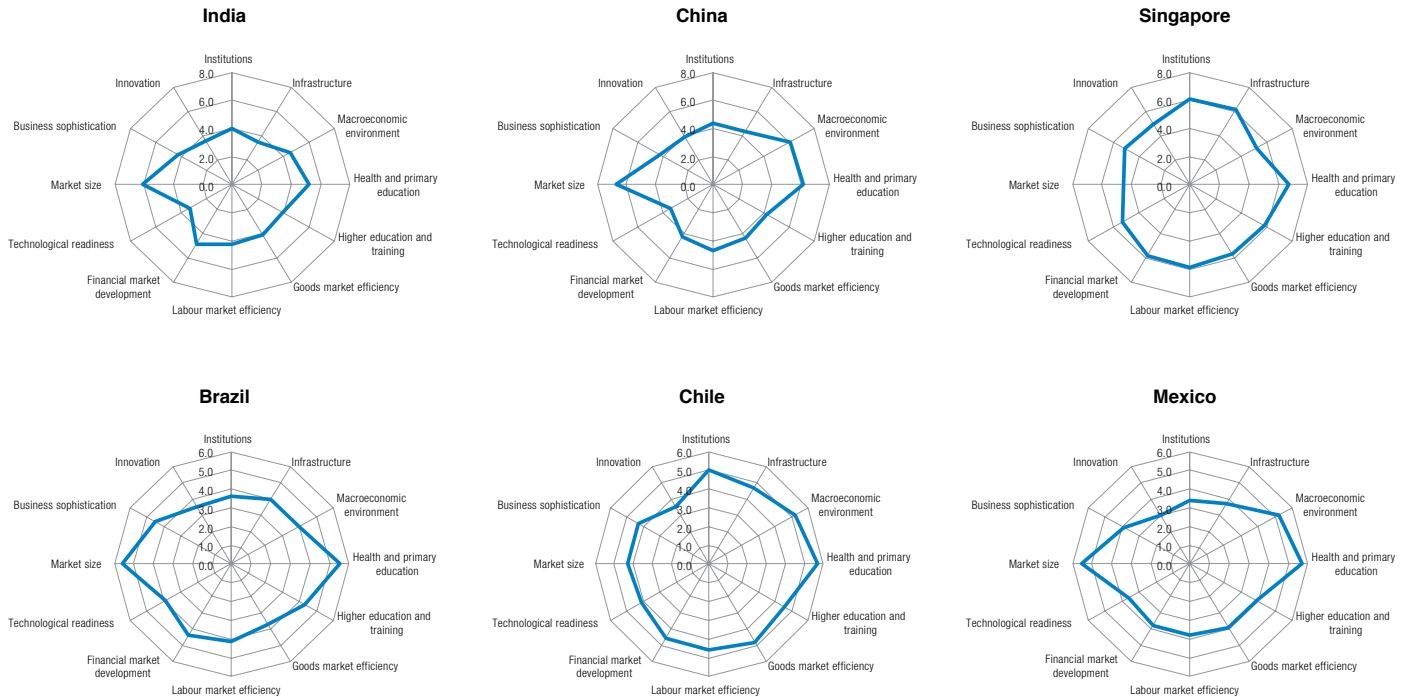 India
Institutions
Infrastructure
Macroeconomic
environment
Health and primary
education
Higher education and
training
Goods market efficiency
Labour market efficiency
Financial market
development
Technological readiness
Market size
Business sophistication
Innovation
8.0
6.0
4.0
2.0
0.0
China
Institutions
Infrastructure
Macroeconomic
environment
Health and primary
education
Higher education and
training
Goods market efficiency
Labour market efficiency
Financial market
development
Technological readiness
Market size
Business sophistication
Innovation
8.0
6.0
4.0
2.0
0.0
Singapore
Institutions
Infrastructure
Macroeconomic
environment
Health and primary
education
Higher education and
training
Goods market efficiency
Labour market efficiency
Financial market
development
Technological readiness
Market size
Business sophistication
Innovation
8.0
6.0
4.0
2.0
0.0
Brazil
Institutions
Infrastructure
Macroeconomic
environment
Health and primary
education
Higher education and
training
Goods market efficiency
Labour market efficiency
Financial market
development
Technological readiness
Market size
Business sophistication
Innovation
6.0
5.0
4.0
3.0
2.0
1.0
0.0
Chile
Institutions
Infrastructure
Macroeconomic
environment
Health and primary
education
Higher education and
training
Goods market efficiency
Labour market efficiency
Financial market
development
Technological readiness
Market size
Business sophistication
Innovation
6.0
5.0
4.0
3.0
2.0
1.0
0.0
Mexico
Institutions
Infrastructure
Macroeconomic
environment
Health and primary
education
Higher education and
training
Goods market efficiency
Labour market efficiency
Financial market
development
Technological readiness
Market size
Business sophistication
Innovation
6.0
5.0
4.0
3.0
2.0
1.0
0.0